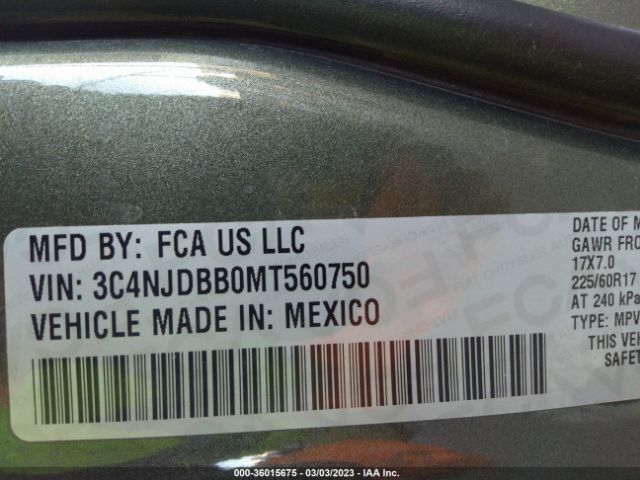 MFD BY: FCA US LLC
VIN: 3C4NJDBB0MT560750
VEHICLE MADE IN: MEXICO
DATE OF M
GAWR FRO
17X7.0
225/60R17
AT 240 kPa
TYPE: MPV
THIS VEH
SAFET
000-36015675 - 03/03/2023 - IAA Inc.